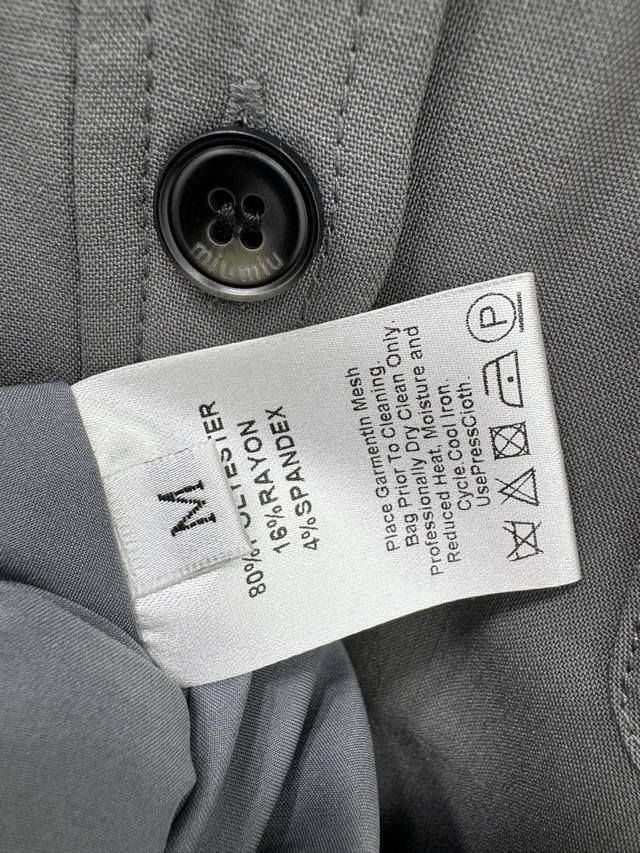 miu miu
M
80% POLYESTER
16%RAYON
4%SPANDEX
Place GarmentIn Mesh
Bag Prior To Cleaning.
Professionally Dry Clean Only.
Reduced Heat, Moisture and
Cycle.Cool Iron.
UsePressCloth.
P